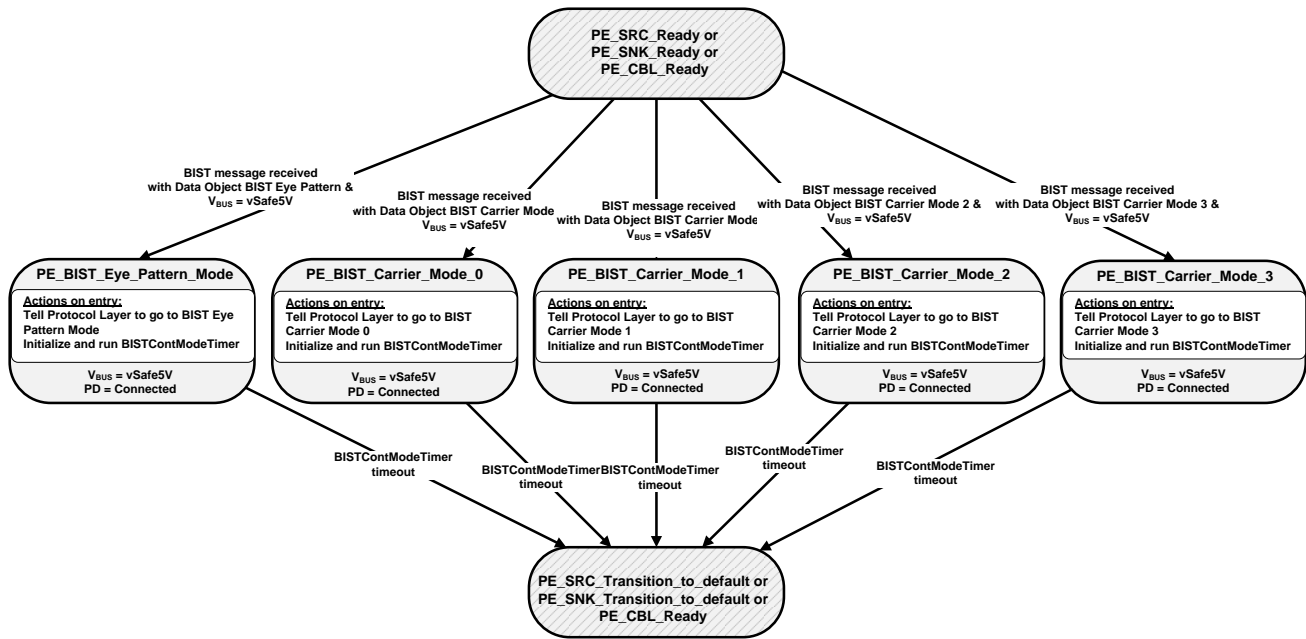 PE_SRC_Ready or
PE_SNK_Ready or
PE_CBL_Ready
BIST message received
with Data Object BIST Eye Pattern &
VBUS = vSafe5V
BIST message received
with Data Object BIST Carrier Mode
VBUS = vSafe5V
BIST message received
with Data Object BIST Carrier Mode
VBUS = vSafe5V
BIST message received
with Data Object BIST Carrier Mode 2 &
VBUS = vSafe5V
BIST message received
with Data Object BIST Carrier Mode 3 &
VBUS = vSafe5V
PE_BIST_Eye_Pattern_Mode
Actions on entry:
Tell Protocol Layer to go to BIST Eye
Pattern Mode
Initialize and run BISTContModeTimer
VBUS = vSafe5V
PD = Connected
PE_BIST_Carrier_Mode_0
Actions on entry:
Tell Protocol Layer to go to BIST
Carrier Mode 0
Initialize and run BISTContModeTimer
VBUS = vSafe5V
PD = Connected
PE_BIST_Carrier_Mode_1
Actions on entry:
Tell Protocol Layer to go to BIST
Carrier Mode 1
Initialize and run BISTContModeTimer
VBUS = vSafe5V
PD = Connected
PE_BIST_Carrier_Mode_2
Actions on entry:
Tell Protocol Layer to go to BIST
Carrier Mode 2
Initialize and run BISTContModeTimer
VBUS = vSafe5V
PD = Connected
PE_BIST_Carrier_Mode_3
Actions on entry:
Tell Protocol Layer to go to BIST
Carrier Mode 3
Initialize and run BISTContModeTimer
VBUS = vSafe5V
PD = Connected
BISTContModeTimer
timeout
BISTContModeTimer
timeout
BISTContModeTimer
timeout
BISTContModeTimer
timeout
BISTContModeTimer
timeout
PE_SRC_Transition_to_default or
PE_SNK_Transition_to_default or
PE_CBL_Ready